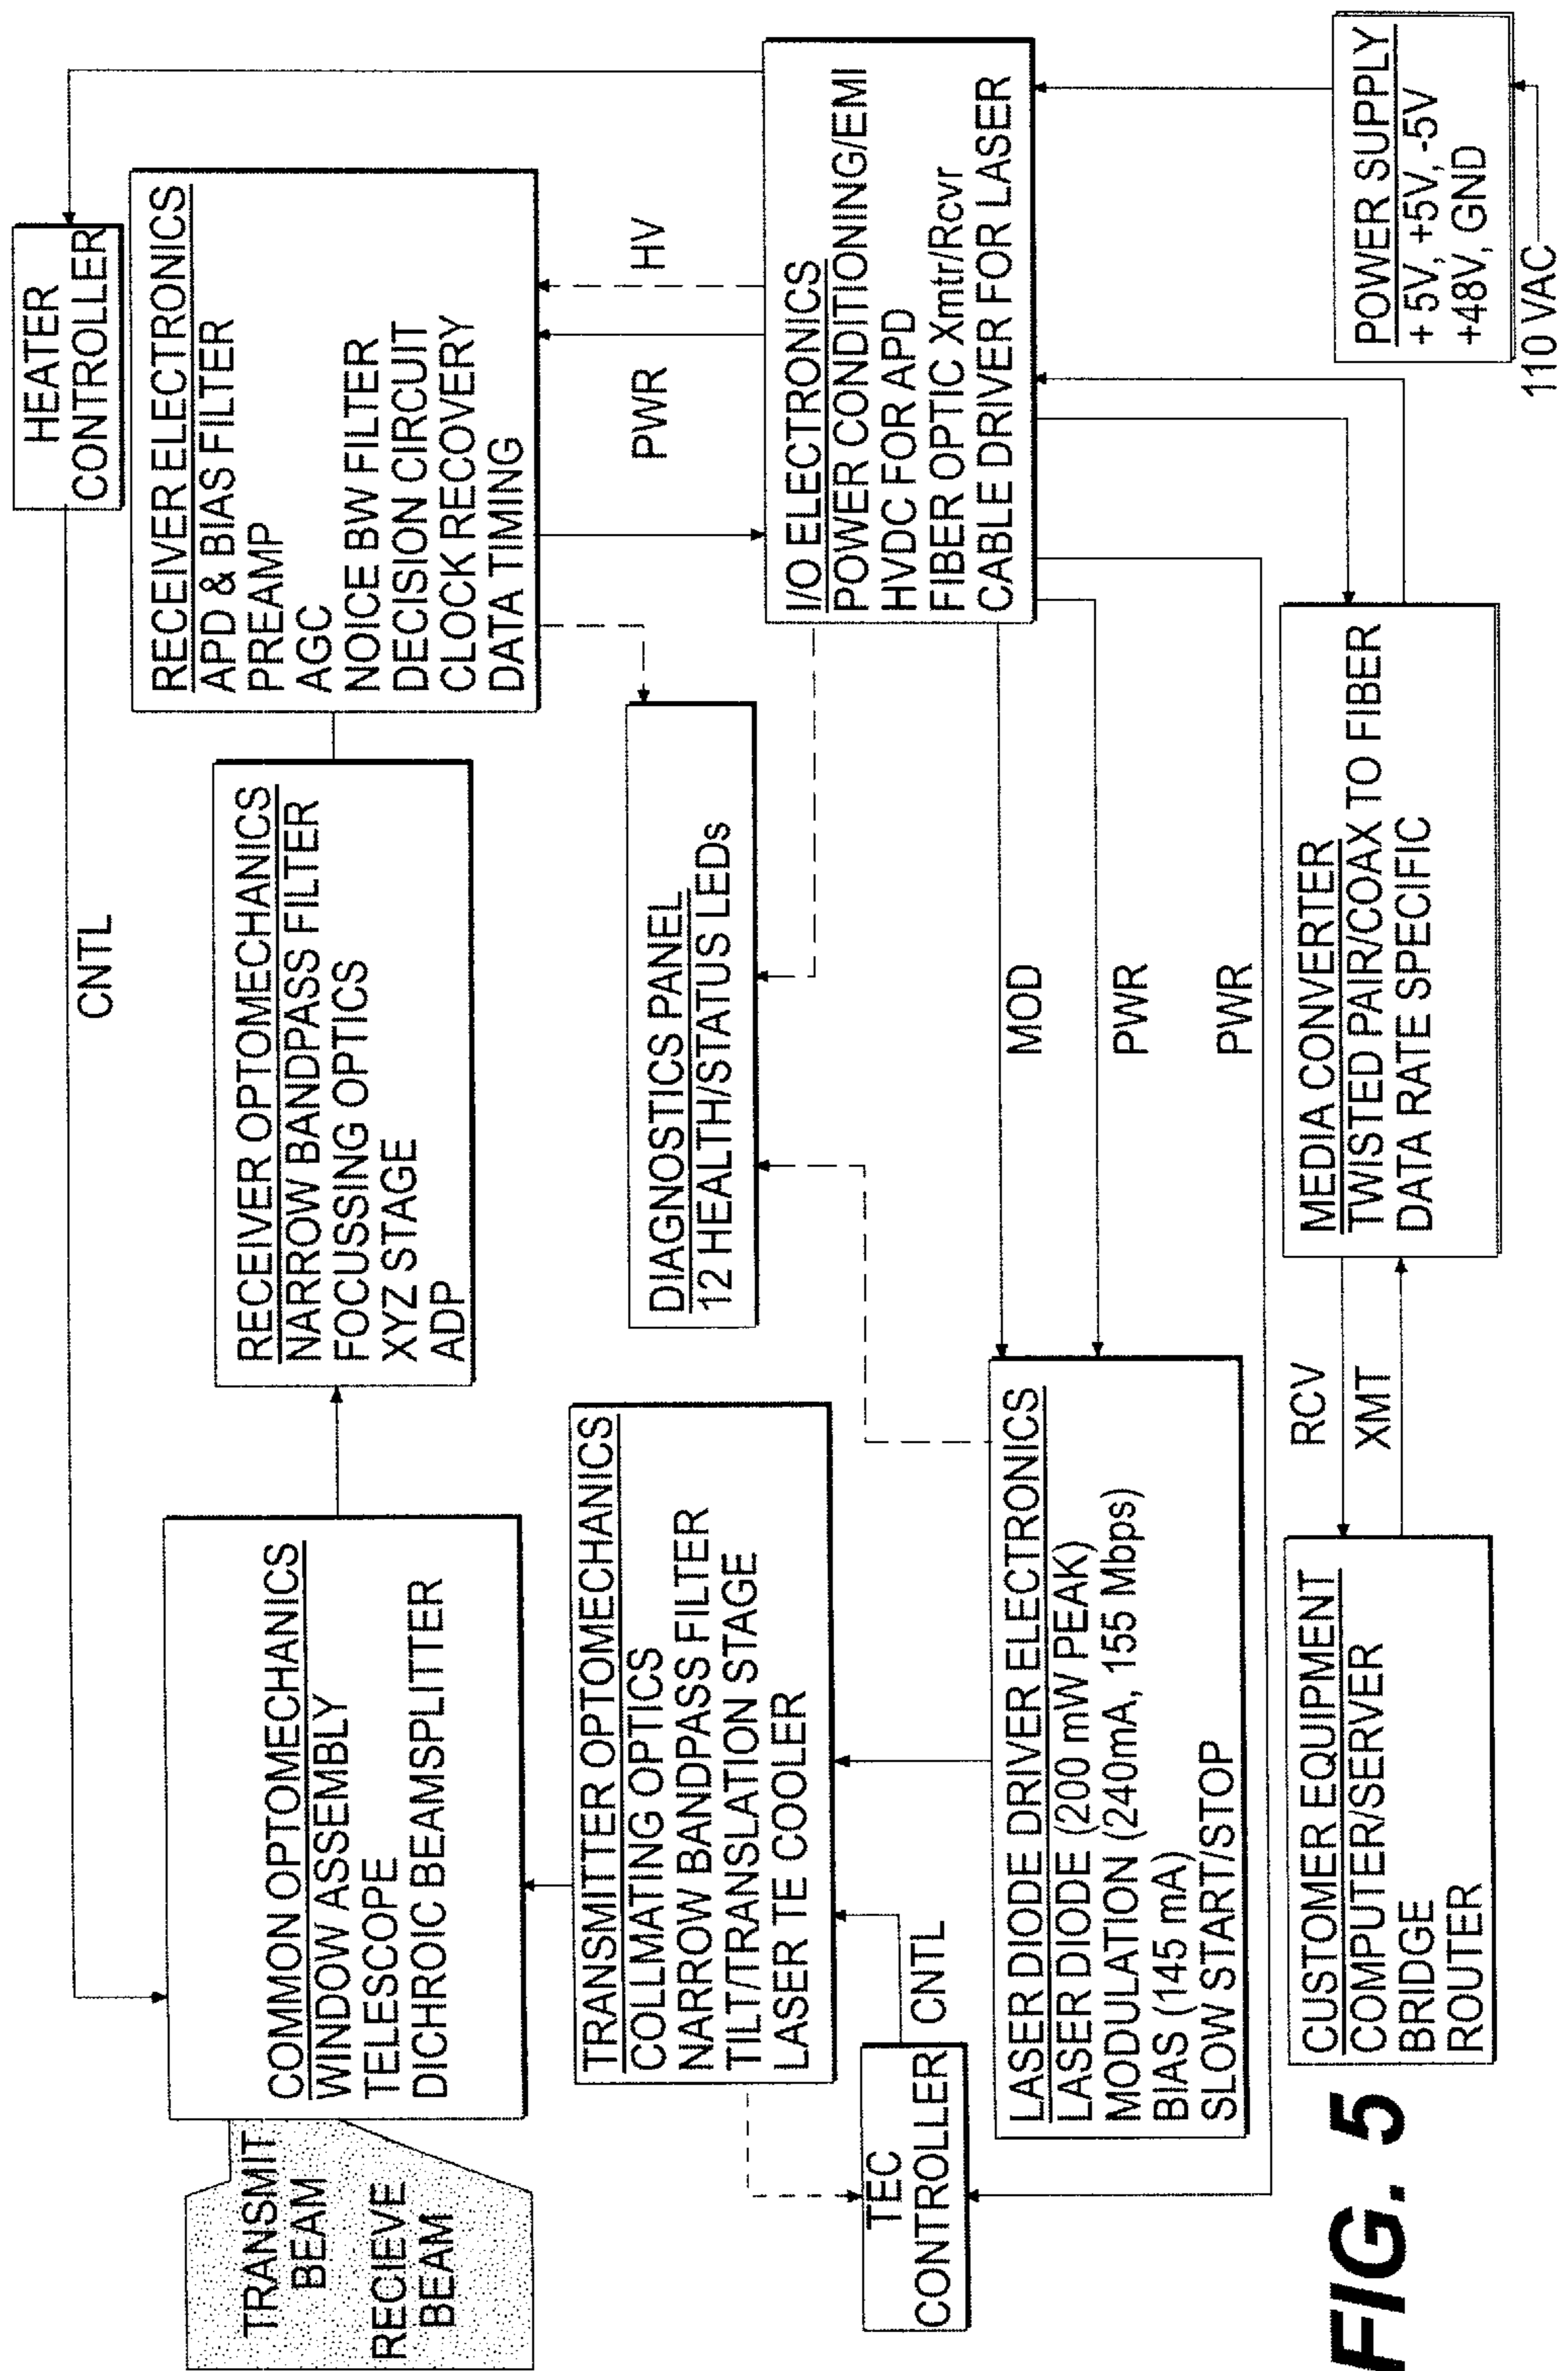 TRANSMIT
BEAM
RECIEVE
BEAM
COMMON OPTOMECHANICS
WINDOW ASSEMBLY
TELESCOPE
DICHROIC BEAMSPLITTER
CNTL
RECEIVER OPTOMECHANICS
NARROW BANDPASS FILTER
FOCUSSING OPTICS
XYZ STAGE
ADP
HEATER
CONTROLLER
RECEIVER ELECTRONICS
APD & BIAS FILTER
PREAMP
AGC
NOICE BW FILTER
DECISION CIRCUIT
CLOCK RECOVERY
DATA TIMING
TRANSMITTER OPTOMECHANICS
COLLMATING OPTICS
NARROW BANDPASS FILTER
TILT/TRANSLATION STAGE
LASER TE COOLER
DIAGNOSTICS PANEL
12 HEALTH/STATUS LEDs
PWR
HV
TEC
CONTROLLER
CNTL
I/O ELECTRONICS
POWER CONDITIONING/EMI
HVDC FOR APD
FIBER OPTIC Xmtr/Rcvr
CABLE DRIVER FOR LASER
LASER DIODE DRIVER ELECTRONICS
LASER DIODE (200 mW PEAK)
MODULATION (240mA, 155 Mbps)
BIAS (145 mA)
SLOW START/STOP
MOD
PWR
PWR
CUSTOMER EQUIPMENT
COMPUTER/SERVER
BRIDGE
ROUTER
RCV
XMT
MEDIA CONVERTER
TWISTED PAIR/COAX TO FIBER
DATA RATE SPECIFIC
POWER SUPPLY
+ 5V, +5V, -5V
+48V, GND
110 VAC
FIG. 5